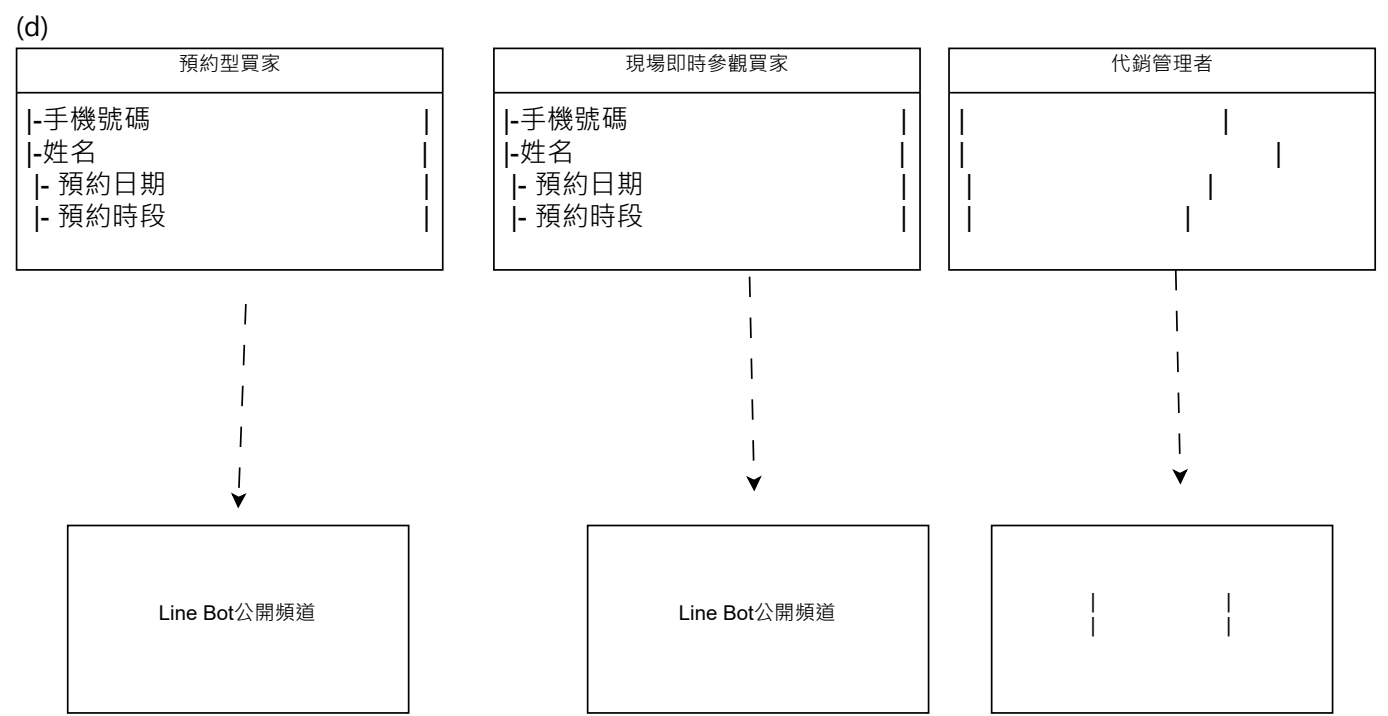 (d)
預約型買家
|-手機號碼 |
|-姓名 |
|- 預約日期 |
|- 預約時段 |
現場即時參觀買家
|-手機號碼 |
|-姓名 |
|- 預約日期 |
|- 預約時段 |
代銷管理者
| |
| |
| |
| |
Line Bot公開頻道
Line Bot公開頻道
| |
| |